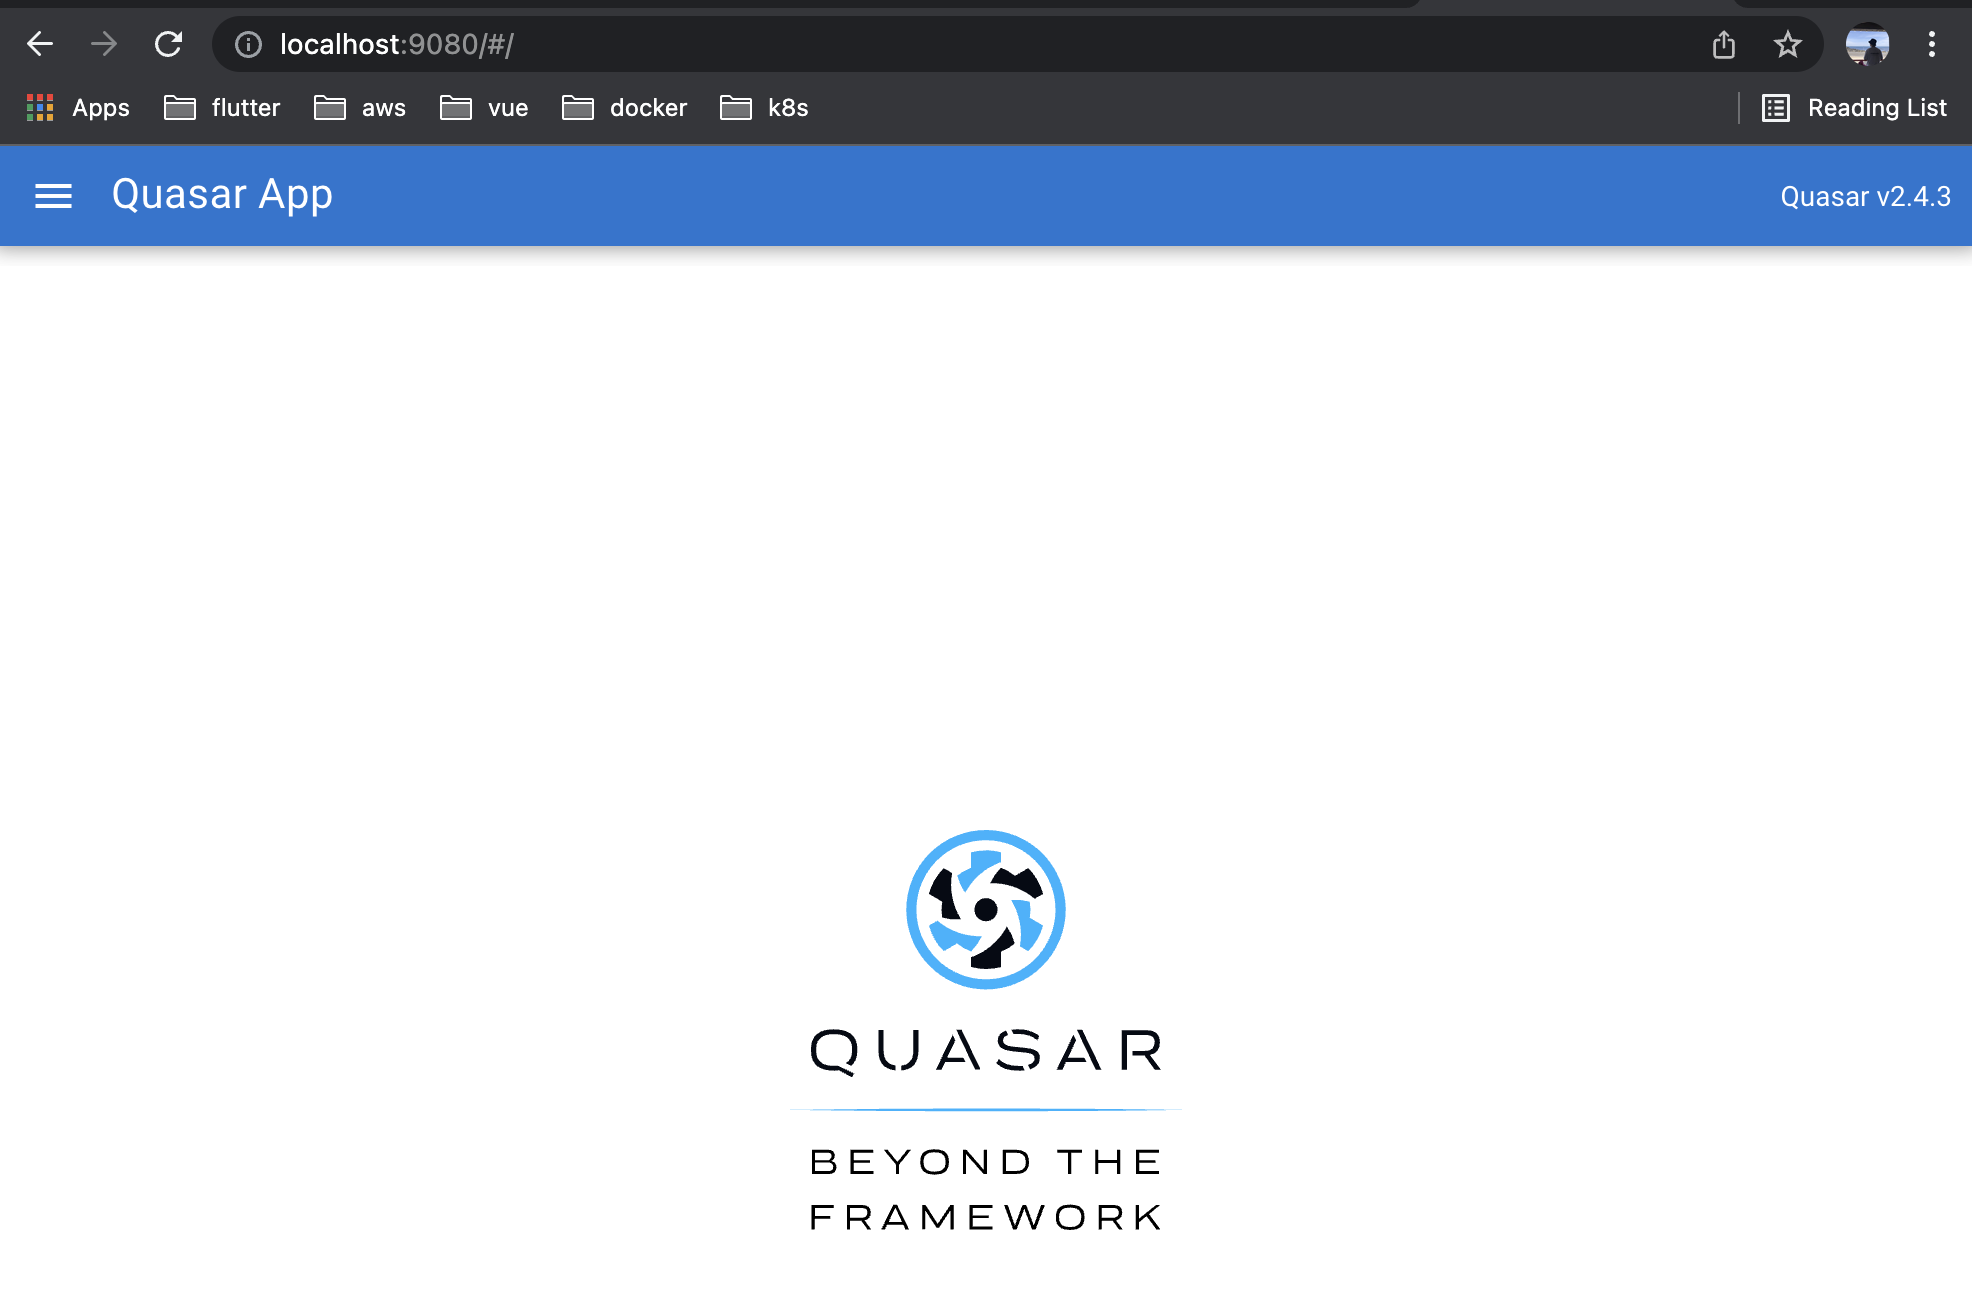 localhost:9080/#/
Apps flutter aws vue docker k8s Reading List
Quasar App Quasar v2.4.3
QUASAR
BEYOND THE
FRAMEWORK